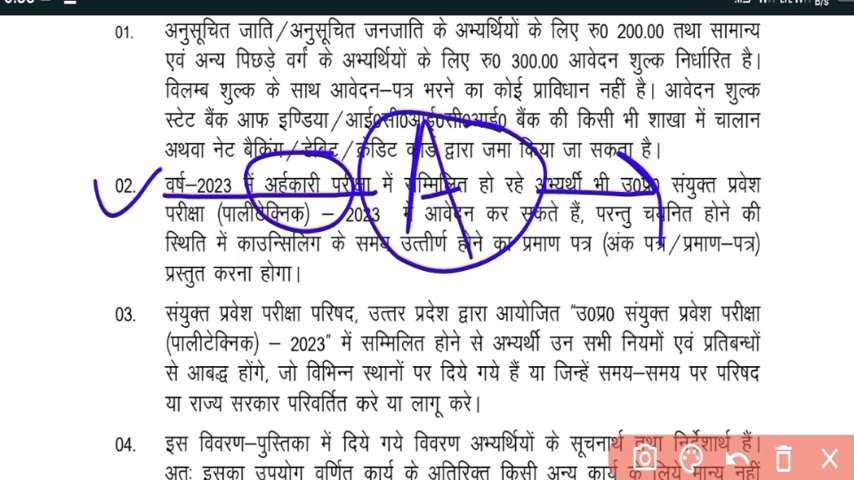 B/s
01. अनुसूचित जाति/अनुसूचित जनजाति के अभ्यर्थियों के लिए रु0 200.00 तथा सामान्य
एवं अन्य पिछड़े वर्ग के अभ्यर्थियों के लिए रु0 300.00 आवेदन शुल्क निर्धारित है।
विलम्ब शुल्क के साथ आवेदन–पत्र भरने का कोई प्राविधान नहीं है। आवेदन शुल्क
स्टेट बैंक आफ इण्डिया/आई0सी0आई0सी0आई0 बैंक की किसी भी शाखा में चालान
अथवा नेट बैकिंग/डेबिट/क्रेडिट कार्ड द्वारा जमा किया जा सकता है।
02. वर्ष–2023 में अर्हकारी परीक्षा में सम्मिलित हो रहे अभ्यर्थी भी उ0प्र0 संयुक्त प्रवेश
परीक्षा (पालीटेक्निक) – 2023 में आवेदन कर सकते हैं, परन्तु चयनित होने की
स्थिति में काउन्सिलिंग के समय उत्तीर्ण होने का प्रमाण पत्र (अंक पत्र/प्रमाण–पत्र)
प्रस्तुत करना होगा।
03. संयुक्त प्रवेश परीक्षा परिषद, उत्तर प्रदेश द्वारा आयोजित "उ0प्र0 संयुक्त प्रवेश परीक्षा
(पालीटेक्निक) – 2023" में सम्मिलित होने से अभ्यर्थी उन सभी नियमों एवं प्रतिबन्धों
से आबद्ध होंगे, जो विभिन्न स्थानों पर दिये गये हैं या जिन्हें समय–समय पर परिषद
या राज्य सरकार परिवर्तित करे या लागू करे।
04. इस विवरण–पुस्तिका में दिये गये विवरण अभ्यर्थियों के सूचनार्थ तथा निर्देशार्थ हैं।
अतः इसका उपयोग वर्णित कार्य के अतिरिक्त किसी अन्य कार्य के लिये मान्य नहीं